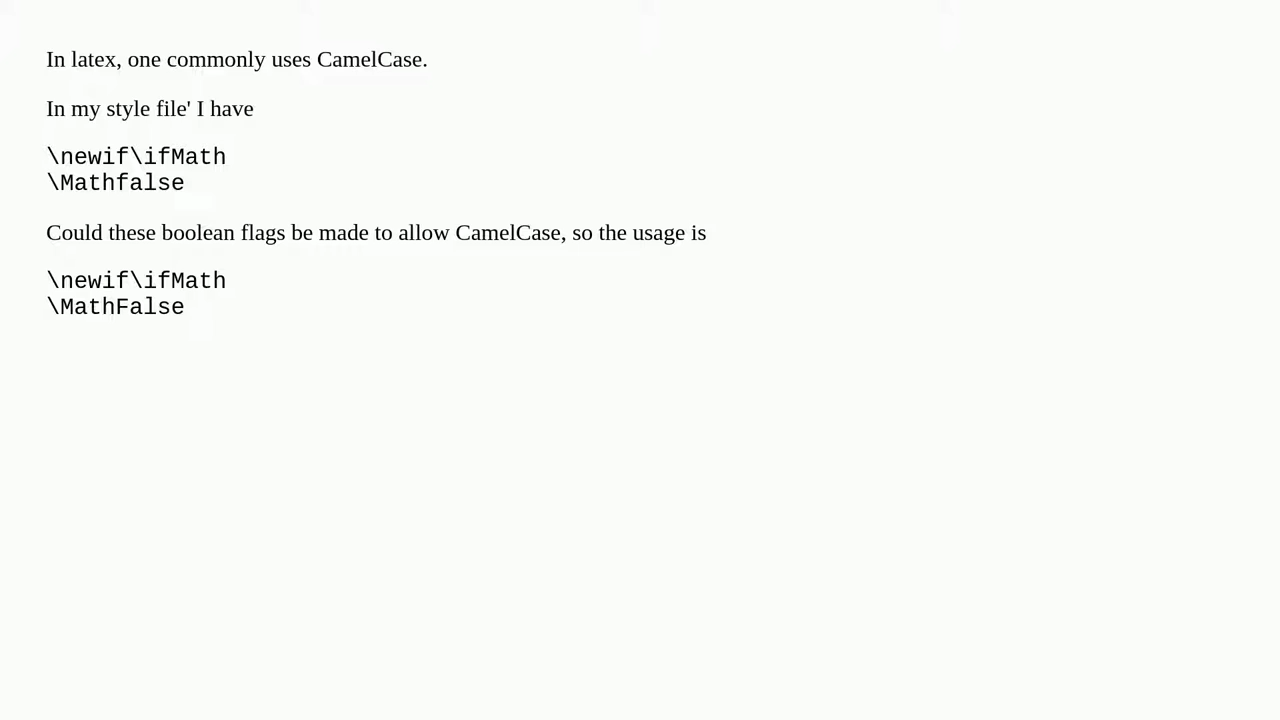 In latex, one commonly uses CamelCase.
In my style file' I have
\newif\ifMath
\Mathfalse
Could these boolean flags be made to allow CamelCase, so the usage is
\newif\ifMath
\MathFalse